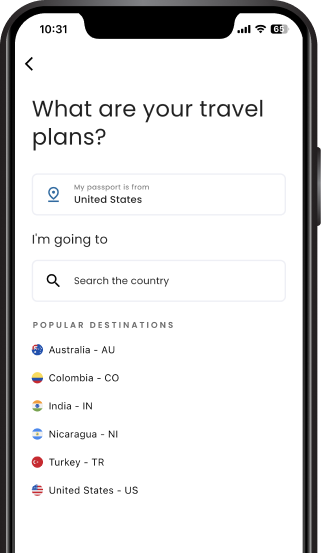 10:31
65
What are your travel
plans?
My passport is from
United States
I'm going to
Search the country
POPULAR DESTINATIONS
Australia - AU
Colombia - CO
India - IN
Nicaragua - NI
Turkey - TR
United States - US